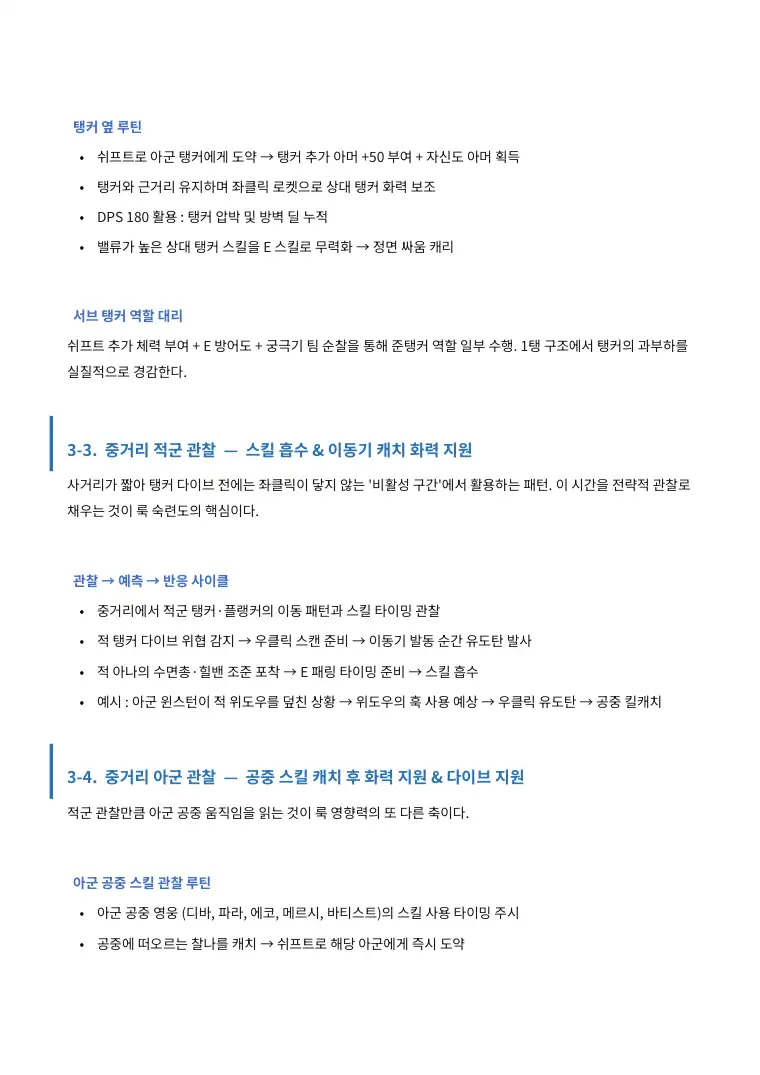 탱커 옆 루틴
• 쉬프트로 아군 탱커에게 도약 → 탱커 추가 아머 +50 부여 + 자신도 아머 획득
• 탱커와 근거리 유지하며 좌클릭 로켓으로 상대 탱커 화력 보조
• DPS 180 활용 : 탱커 압박 및 방벽 딜 누적
• 밸류가 높은 상대 탱커 스킬을 E 스킬로 무력화 → 정면 싸움 캐리
서브 탱커 역할 대리
쉬프트 추가 체력 부여 + E 방어도 + 궁극기 팀 순찰을 통해 준탱커 역할 일부 수행. 1탱 구조에서 탱커의 과부하를
실질적으로 경감한다.
3-3. 중거리 적군 관찰 — 스킬 흡수 & 이동기 캐치 화력 지원
사거리가 짧아 탱커 다이브 전에는 좌클릭이 닿지 않는 '비활성 구간'에서 활용하는 패턴. 이 시간을 전략적 관찰로
채우는 것이 룩 숙련도의 핵심이다.
관찰 → 예측 → 반응 사이클
• 중거리에서 적군 탱커·플랭커의 이동 패턴과 스킬 타이밍 관찰
• 적 탱커 다이브 위협 감지 → 우클릭 스캔 준비 → 이동기 발동 순간 유도탄 발사
• 적 아나의 수면총·힐밴 조준 포착 → E 패링 타이밍 준비 → 스킬 흡수
• 예시 : 아군 윈스턴이 적 위도우를 덮친 상황 → 위도우의 훅 사용 예상 → 우클릭 유도탄 → 공중 킬캐치
3-4. 중거리 아군 관찰 — 공중 스킬 캐치 후 화력 지원 & 다이브 지원
적군 관찰만큼 아군 공중 움직임을 읽는 것이 룩 영향력의 또 다른 축이다.
아군 공중 스킬 관찰 루틴
• 아군 공중 영웅 (디바, 파라, 에코, 메르시, 바티스트)의 스킬 사용 타이밍 주시
• 공중에 떠오르는 찰나를 캐치 → 쉬프트로 해당 아군에게 즉시 도약